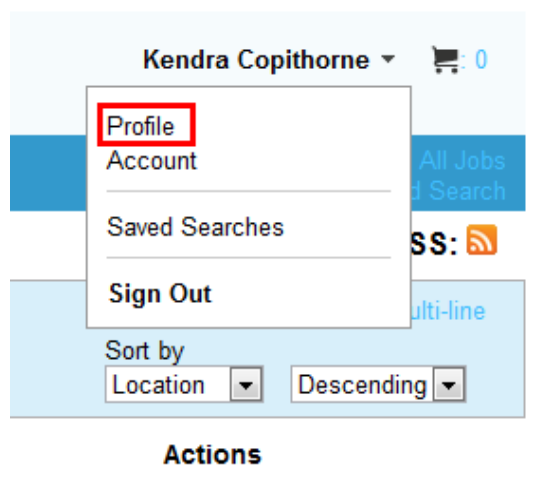 Kendra Copithorne : 0
Profile
Account
All Jobs
Search
Saved Searches
SS:
Sign Out
ulti-line
Sort by
Location Descending
Actions